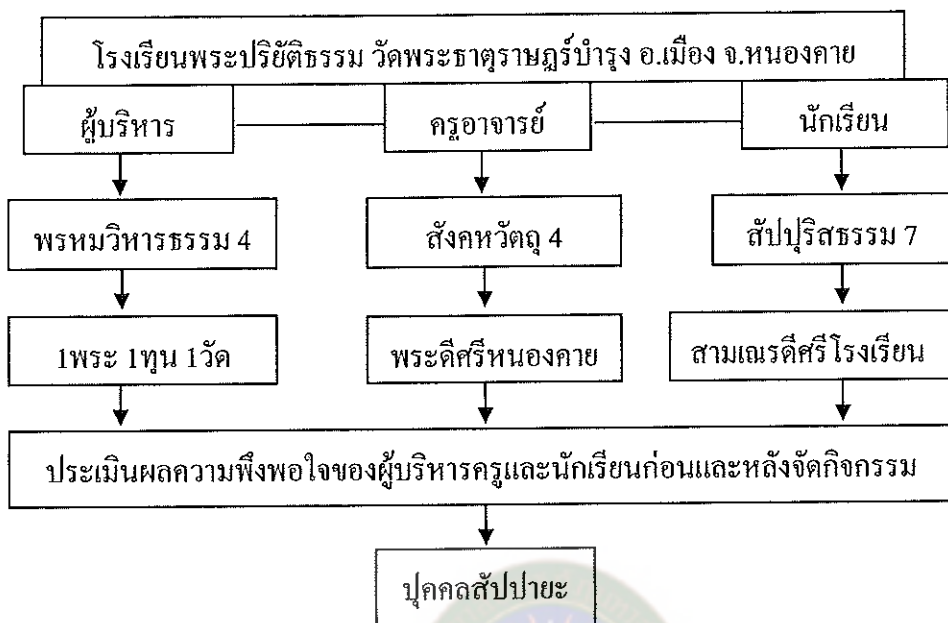 โรงเรียนพระปริยัติธรรม วัดพระธาตุราษฎร์บำรุง อ.เมือง จ.หนองคาย
ผู้บริหาร
ครูอาจารย์
นักเรียน
พรหมวิหารธรรม 4
สังคหวัตถุ 4
สัปปุริสธรรม 7
1พระ 1ทุน 1วัด
พระดีศรีหนองคาย
สามเณรดีศรีโรงเรียน
ประเมินผลความพึงพอใจของผู้บริหารครูและนักเรียนก่อนและหลังจัดกิจกรรม
ปุคคลสัปปายะ